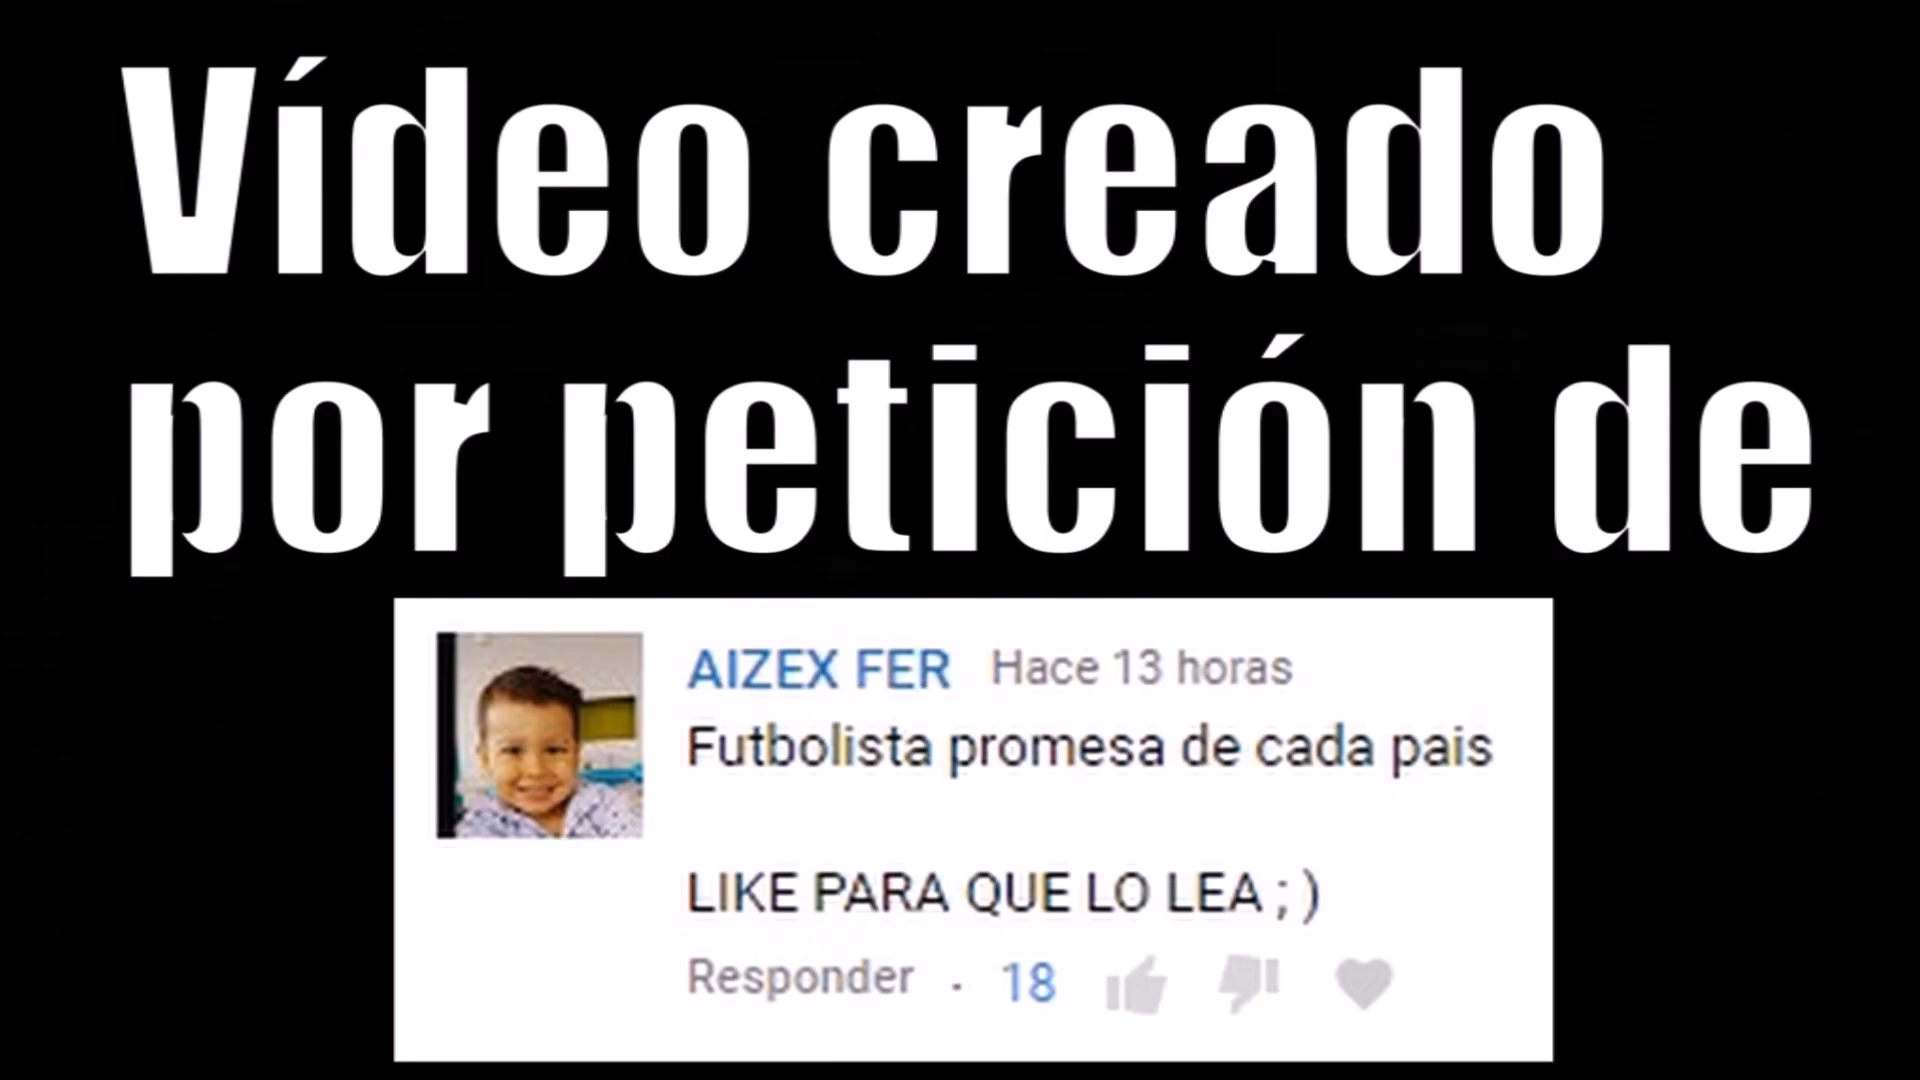 Vídeo creado
por petición de
AIZEX FER Hace 13 horas
Futbolista promesa de cada pais
LIKE PARA QUE LO LEA ; )
Responder . 18